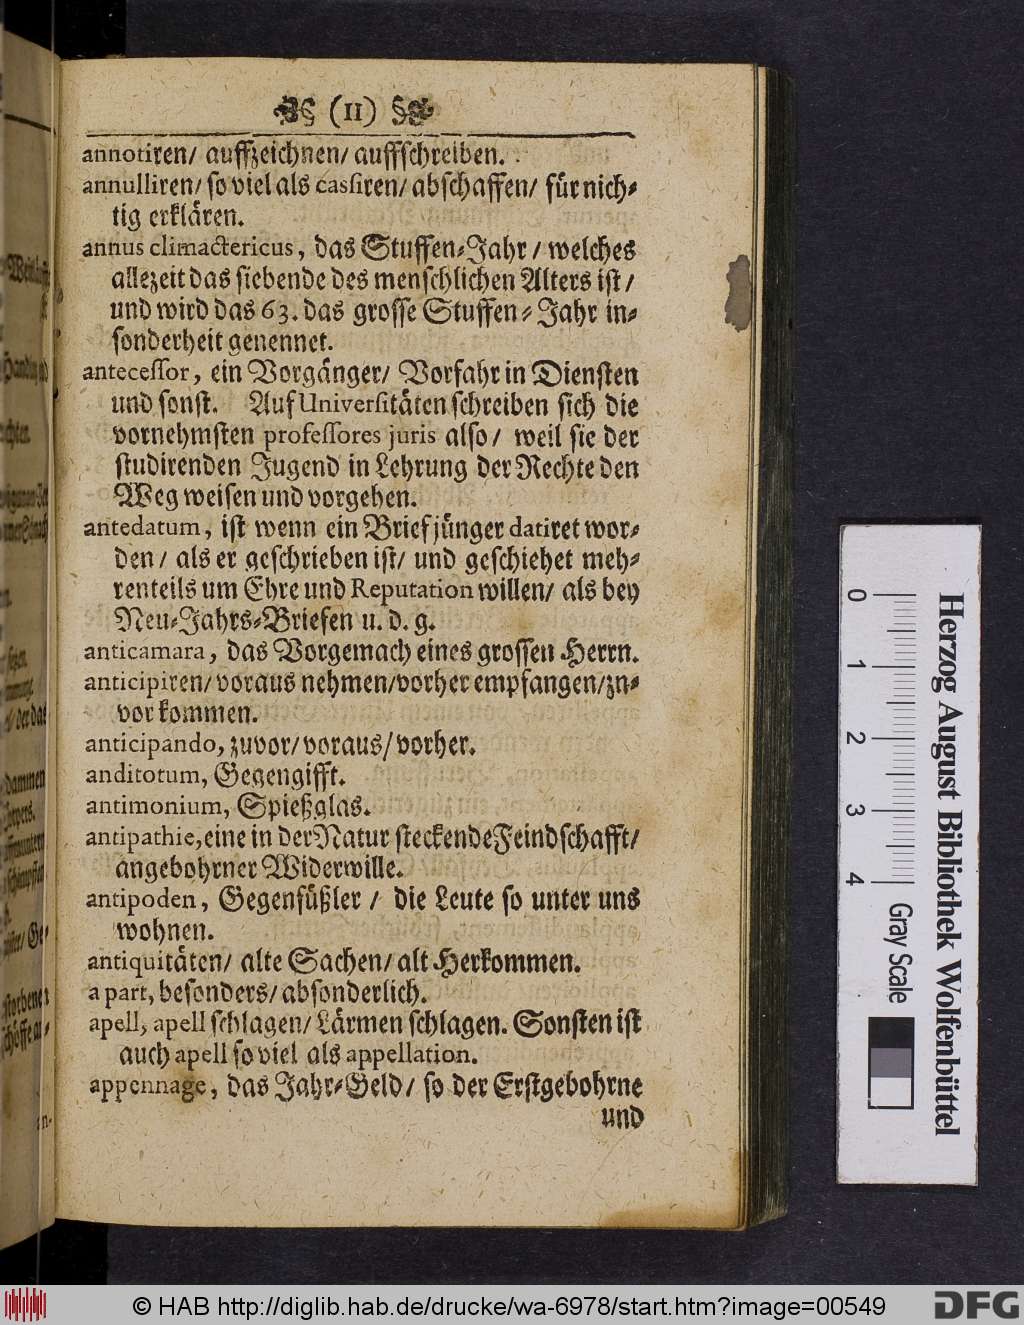 (11)
annotiren/ auffzeichnen/ auffschreiben.
annulliren/ so viel als cassiren/ abschaffen/ für nich-
tig erklären.
annus climactericus, das Stuffen-Jahr / welches
allezeit das siebende des menschlichen Alters ist /
und wird das 63. das grosse Stuffen-Jahr in-
sonderheit genennet.
antecessor, ein Vorgänger/ Vorfahr in Diensten
und sonst. Auf Universitäten schreiben sich die
vornehmsten professores juris also / weil sie der
studirenden Jugend in Lehrung der Rechte den
Weg weisen und vorgehen.
antedatum, ist wenn ein Brief jünger datiret wor-
den / als er geschrieben ist/ und geschiehet meh-
renteils um Ehre und Reputation willen/ als bey
Neu-Jahrs-Briefen u. d. g.
anticamara, das Vorgemach eines grossen Herrn.
anticipiren/ voraus nehmen/vorher empfangen/zu-
vor kommen.
anticipando, zuvor/ voraus/ vorher.
anditotum, Gegengifft.
antimonium, Spießglas.
antipathie, eine in der Natur steckende Feindschafft/
angebohrner Widerwille.
antipoden, Gegenfüßler / die Leute so unter uns
wohnen.
antiquitäten/ alte Sachen/ alt Herkommen.
a part, besonders/ absonderlich.
apell, apell schlagen/ Lärmen schlagen. Sonsten ist
auch apell so viel als appellation.
appennage, das Jahr-Geld/ so der Erstgebohrne
und
0 1 2 3 4
Gray Scale
Herzog August Bibliothek Wolfenbüttel
© HAB http://diglib.hab.de/drucke/wa-6978/start.htm?image=00549
DFG